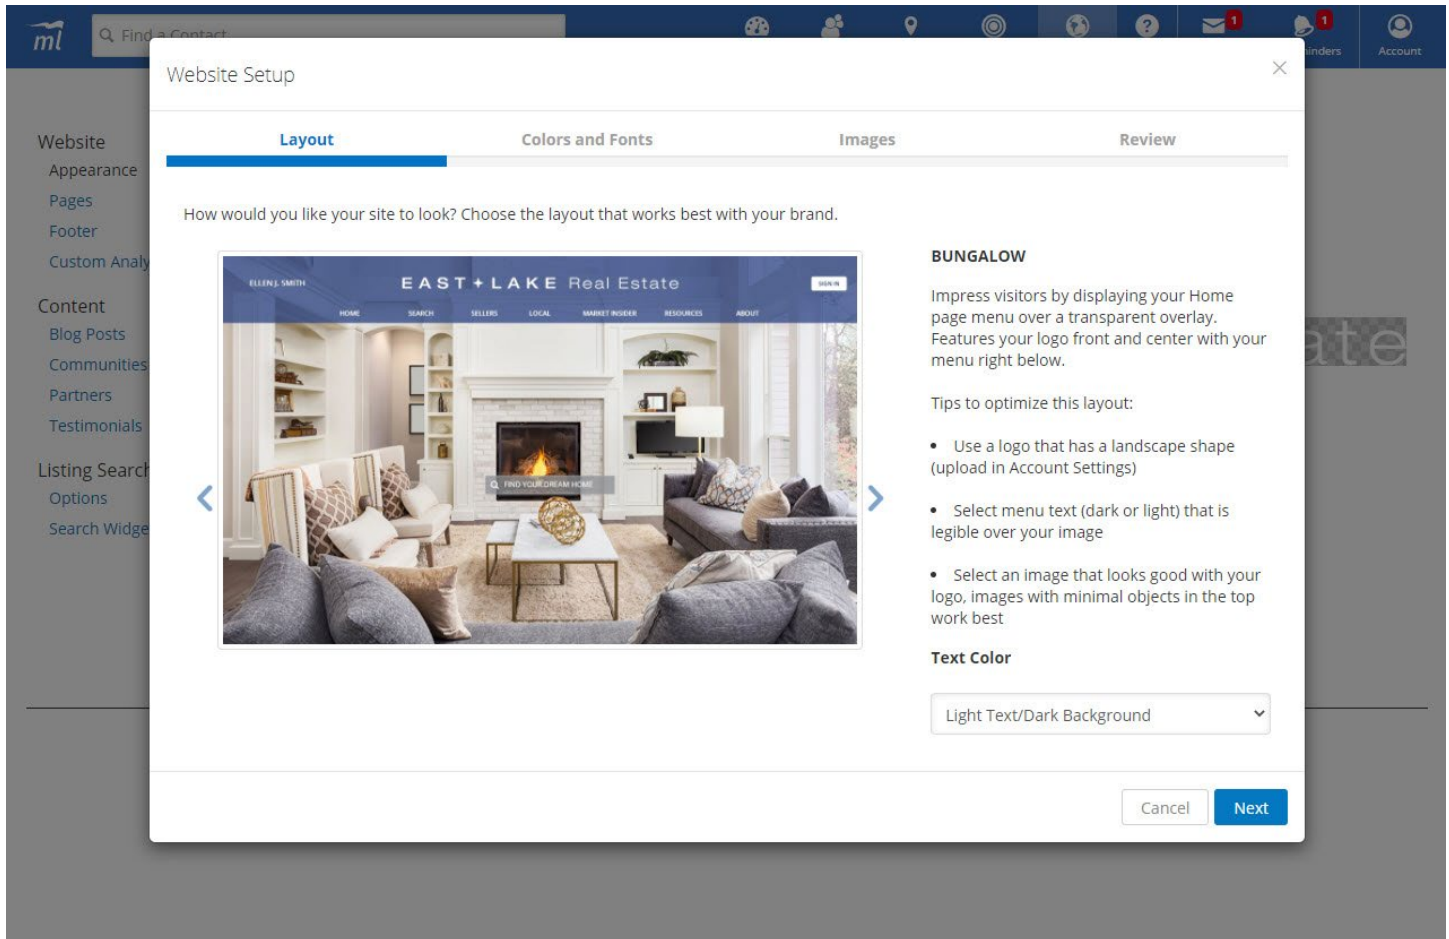 ml
Find a Contact
1
1
Account
Website Setup
Layout
Colors and Fonts
Images
Review
Website
Appearance
Pages
Footer
Custom Analy
Content
Blog Posts
Communities
Partners
Testimonials
Listing Search
Options
Search Widge
How would you like your site to look? Choose the layout that works best with your brand.
ELLEN J. SMITH
EAST+LAKE Real Estate
SIGN IN
HOME SEARCH SELLERS LOCAL MARKET INSIDER RESOURCES ABOUT
FIND YOUR DREAM HOME
BUNGALOW
Impress visitors by displaying your Home
page menu over a transparent overlay.
Features your logo front and center with your
menu right below.
Tips to optimize this layout:
• Use a logo that has a landscape shape
(upload in Account Settings)
• Select menu text (dark or light) that is
legible over your image
• Select an image that looks good with your
logo, images with minimal objects in the top
work best
Text Color
Light Text/Dark Background
Cancel
Next
ate